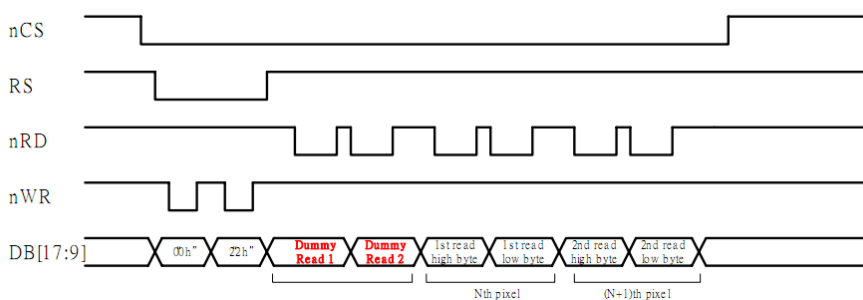 nCS
RS
nRD
nWR
DB[17:9]
"00h"
"22h"
Dummy
Read 1
Dummy
Read 2
1st read
high byte
1st read
low byte
2nd read
high byte
2nd read
low byte
Nth pixel
(N+1)th pixel